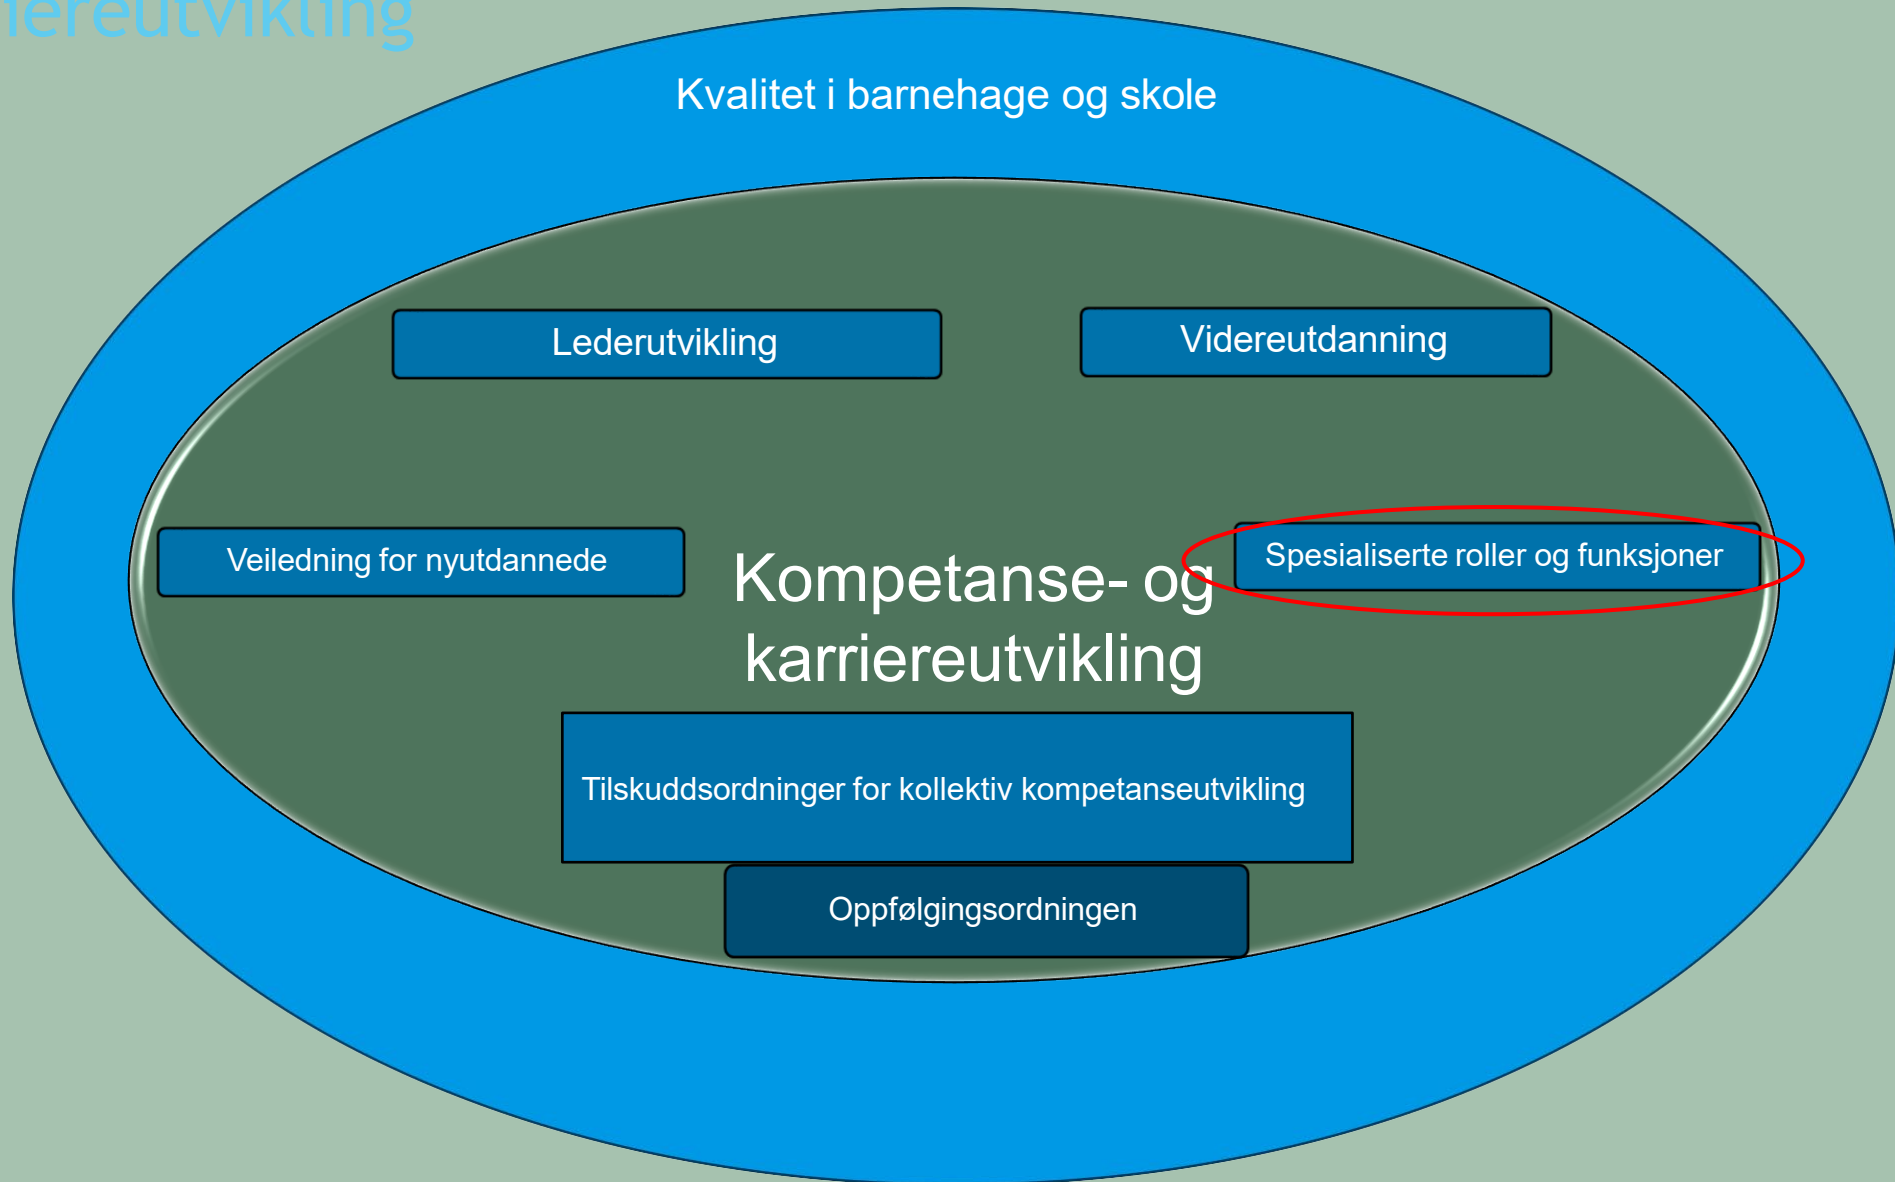 Kvalitet i barnehage og skole
Lederutvikling
Videreutdanning
Veiledning for nyutdannede
Kompetanse- og
karriereutvikling
Spesialiserte roller og funksjoner
Tilskuddsordninger for kollektiv kompetanseutvikling
Oppfølgingsordningen